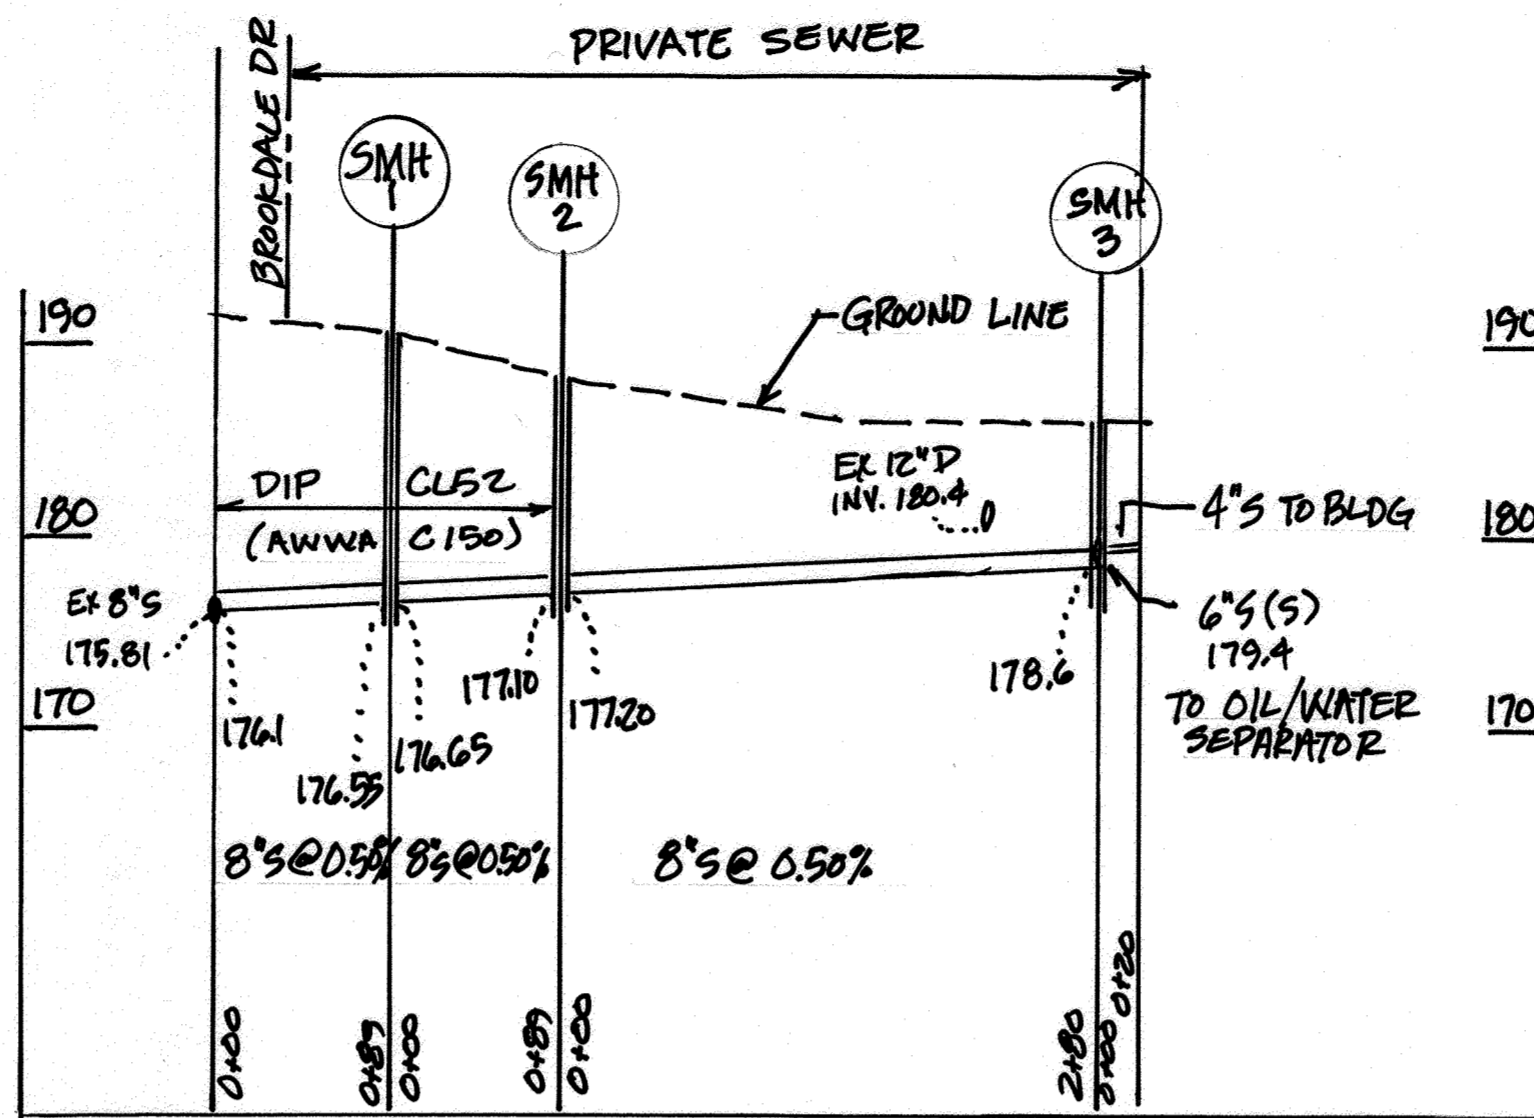 PRIVATE SEWER
BROOKDALE DR
SMH
1
SMH
2
SMH
3
190
190
GROUND LINE
EX 12"D
INV. 180.4
DIP CL52
(AWWA C150)
180
180
4"S TO BLDG
EX 8"S
175.81
6"S (S)
179.4
TO OIL/WATER
SEPARATOR
170
170
176.1
176.55
176.65
177.10
177.20
178.6
8"S@0.50%
8"S@0.50%
8"S@ 0.50%
0+00
0+89
0+00
0+89
0+00
2+80
0+00
0+20